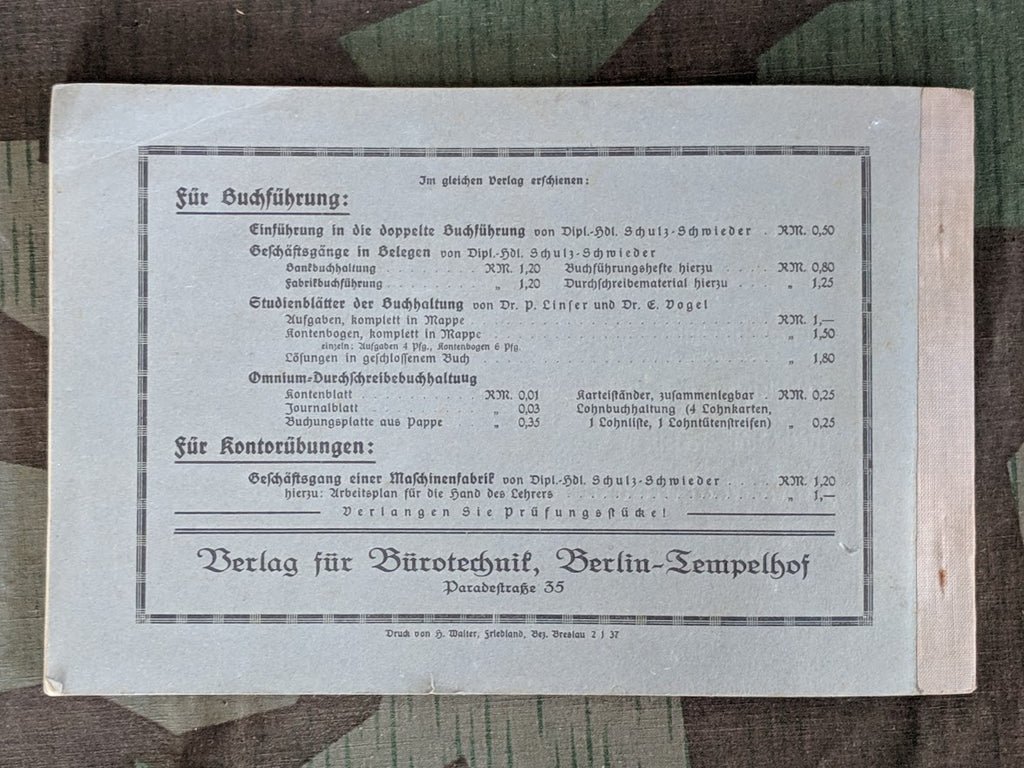 Im gleichen Verlag erschienen:
Für Buchführung:
Einführung in die doppelte Buchführung von Dipl.-Hdl. Schulz-Schwieder . RM. 0,50
Geschäftsgänge in Belegen von Dipl.-Hdl. Schulz-Schwieder
Bankbuchhaltung . . . . . . . . RM. 1,20 Buchführungshefte hierzu . . . . . RM. 0,80
Fabrikbuchführung . . . . . . . . „ 1,20 Durchschreibematerial hierzu . . . . „ 1,25
Studienblätter der Buchhaltung von Dr. P. Linser und Dr. E. Vogel
Aufgaben, komplett in Mappe . . . . . . . . . . . . . . . . RM. 1,—
Kontenbogen, komplett in Mappe . . . . . . . . . . . . . . . . „ 1,50
einzeln: Aufgaben 4 Pfg., Kontenbogen 6 Pfg.
Lösungen in geschlossenem Buch . . . . . . . . . . . . . . . . „ 1,80
Omnium-Durchschreibebuchhaltuug
Kontenblatt . . . . . . . . RM. 0,01 Karteiständer, zusammenlegbar . RM. 0,25
Journalblatt . . . . . . . . „ 0,03 Lohnbuchhaltung (4 Lohnkarten,
Buchungsplatte aus Pappe . . . „ 0,35 1 Lohnliste, 1 Lohntütenstreifen) „ 0,25
Für Kontorübungen:
Geschäftsgang einer Maschinenfabrik von Dipl.-Hdl. Schulz-Schwieder . . . . RM. 1,20
hierzu: Arbeitsplan für die Hand des Lehrers . . . . . . . . . . . . „ 1,—
Verlangen Sie Prüfungsstücke!
Verlag für Bürotechnik, Berlin-Tempelhof
Paradestraße 35
Druck von H. Walter, Friedland, Bez. Breslau 2 J 37